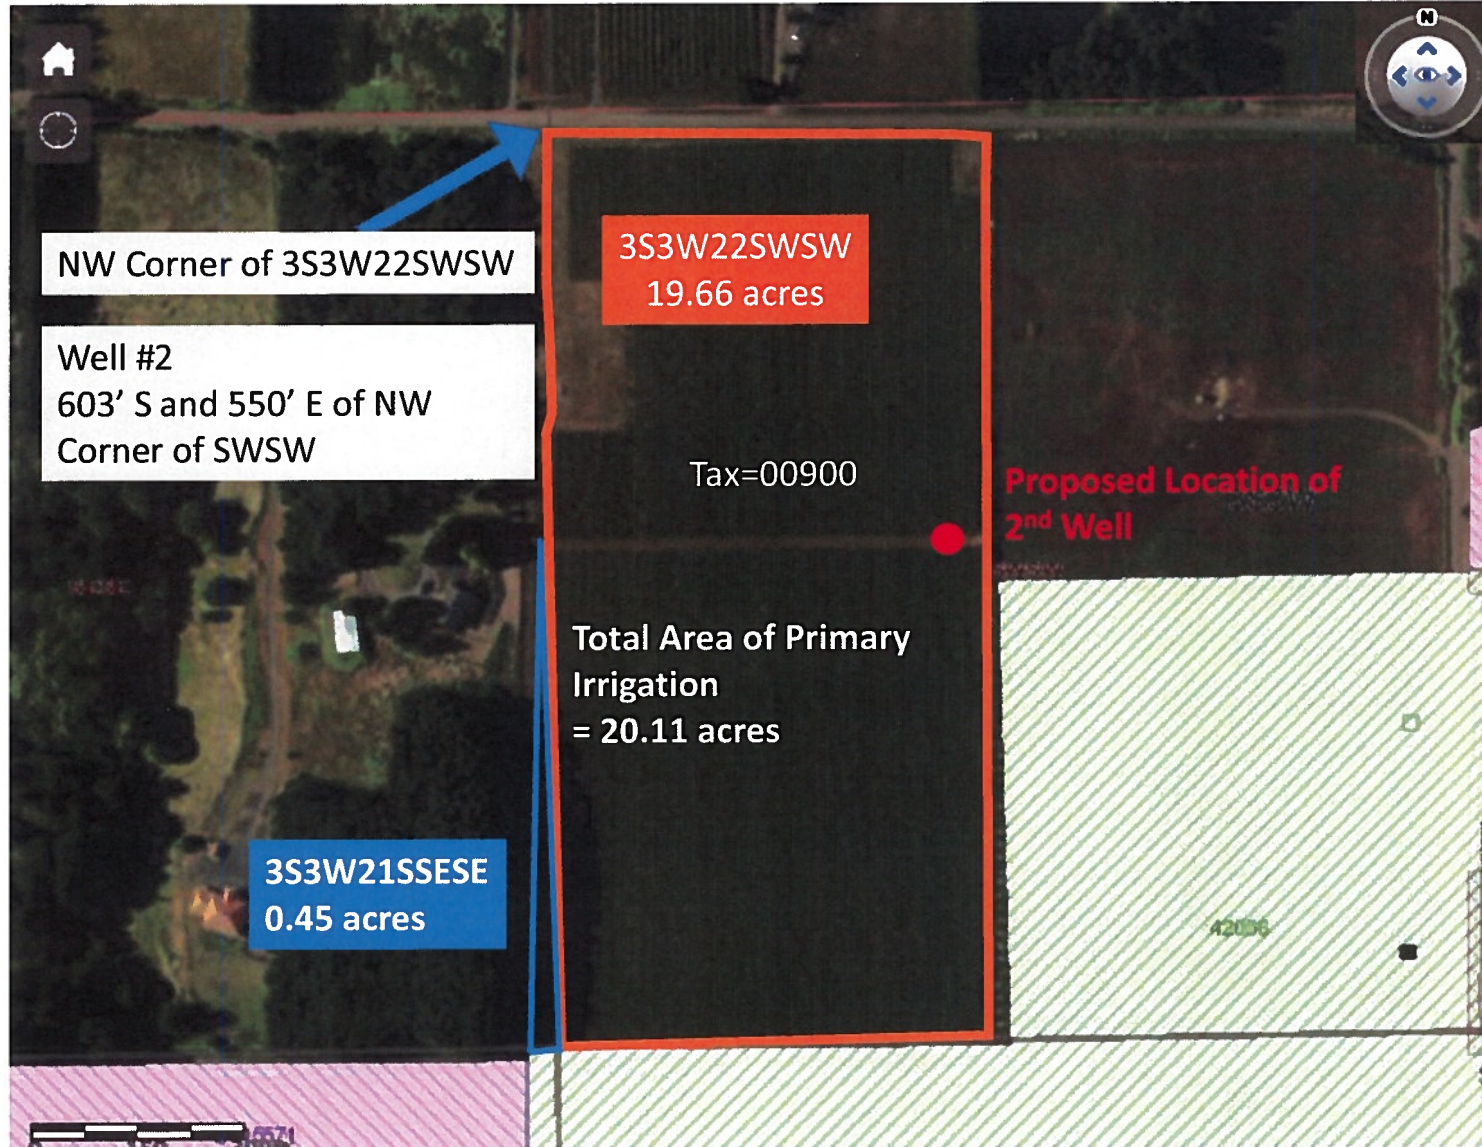 N
NW Corner of 3S3W22SWSW
3S3W22SWSW
19.66 acres
Well #2
603' S and 550' E of NW
Corner of SWSW
Tax=00900
Proposed Location of
2nd Well
Total Area of Primary
Irrigation
= 20.11 acres
3S3W21SSESE
0.45 acres